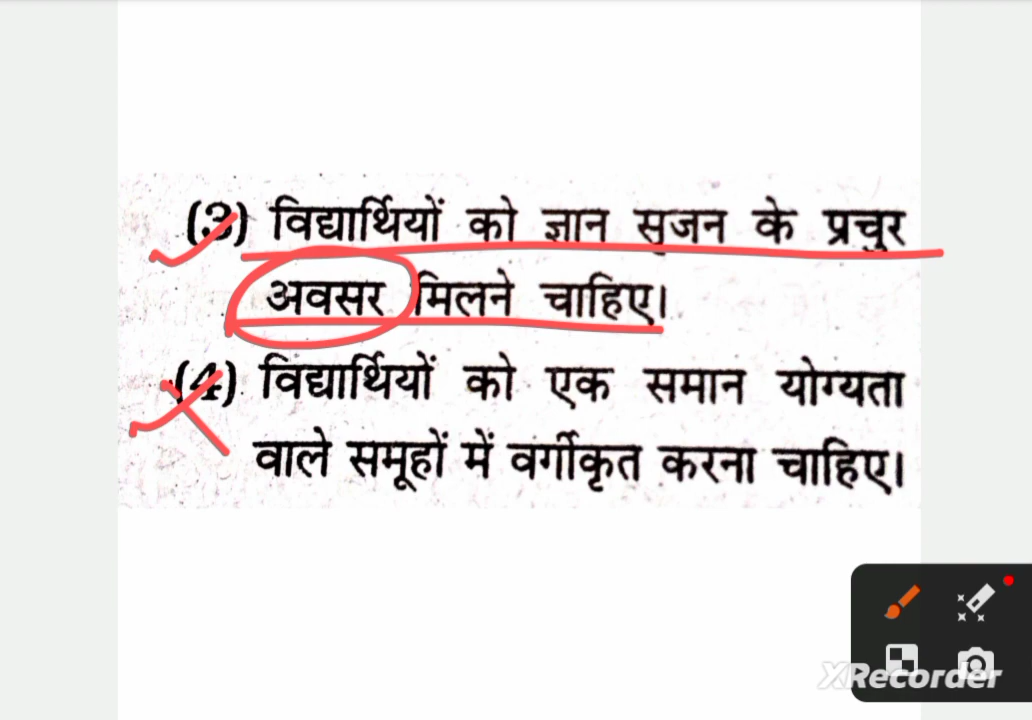 (3) विद्यार्थियों को ज्ञान सृजन के प्रचुर
अवसर मिलने चाहिए।
(4) विद्यार्थियों को एक समान योग्यता
वाले समूहों में वर्गीकृत करना चाहिए।
XRecorder